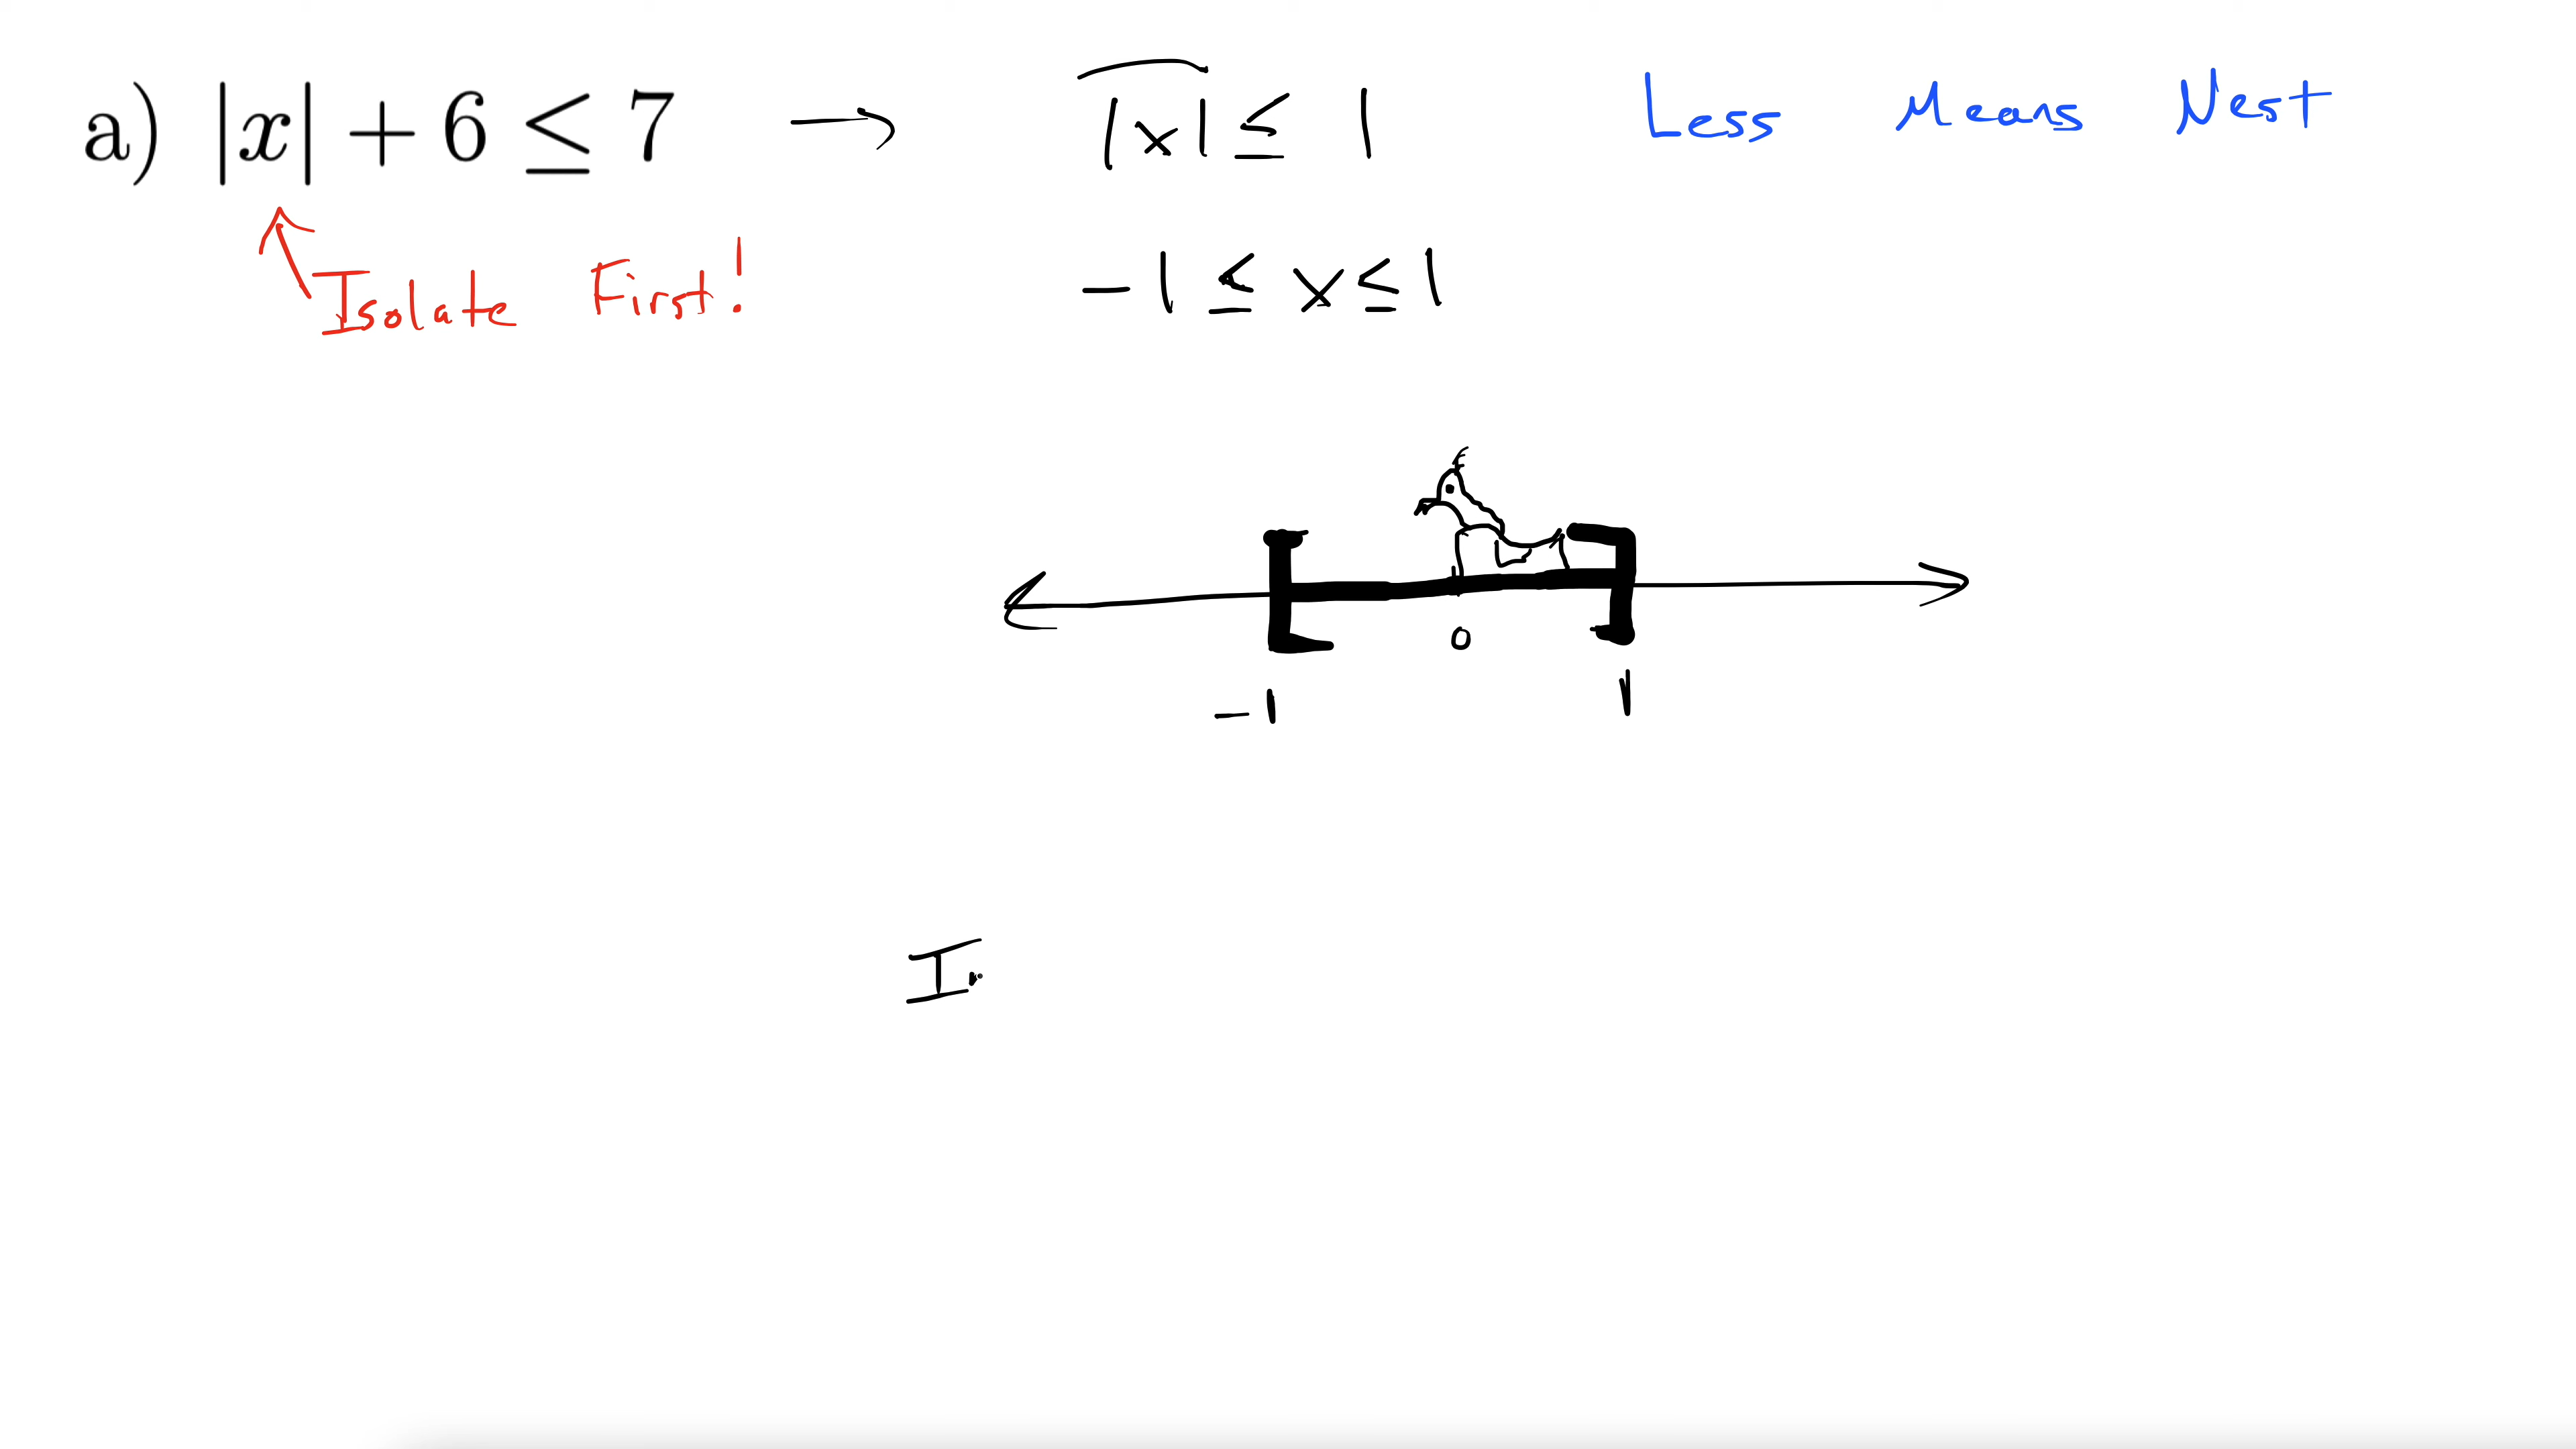 a) |x| + 6 ≤ 7 → |x| ≤ 1 Less Means Nest
Isolate First!
-1 ≤ x ≤ 1
0
-1 1